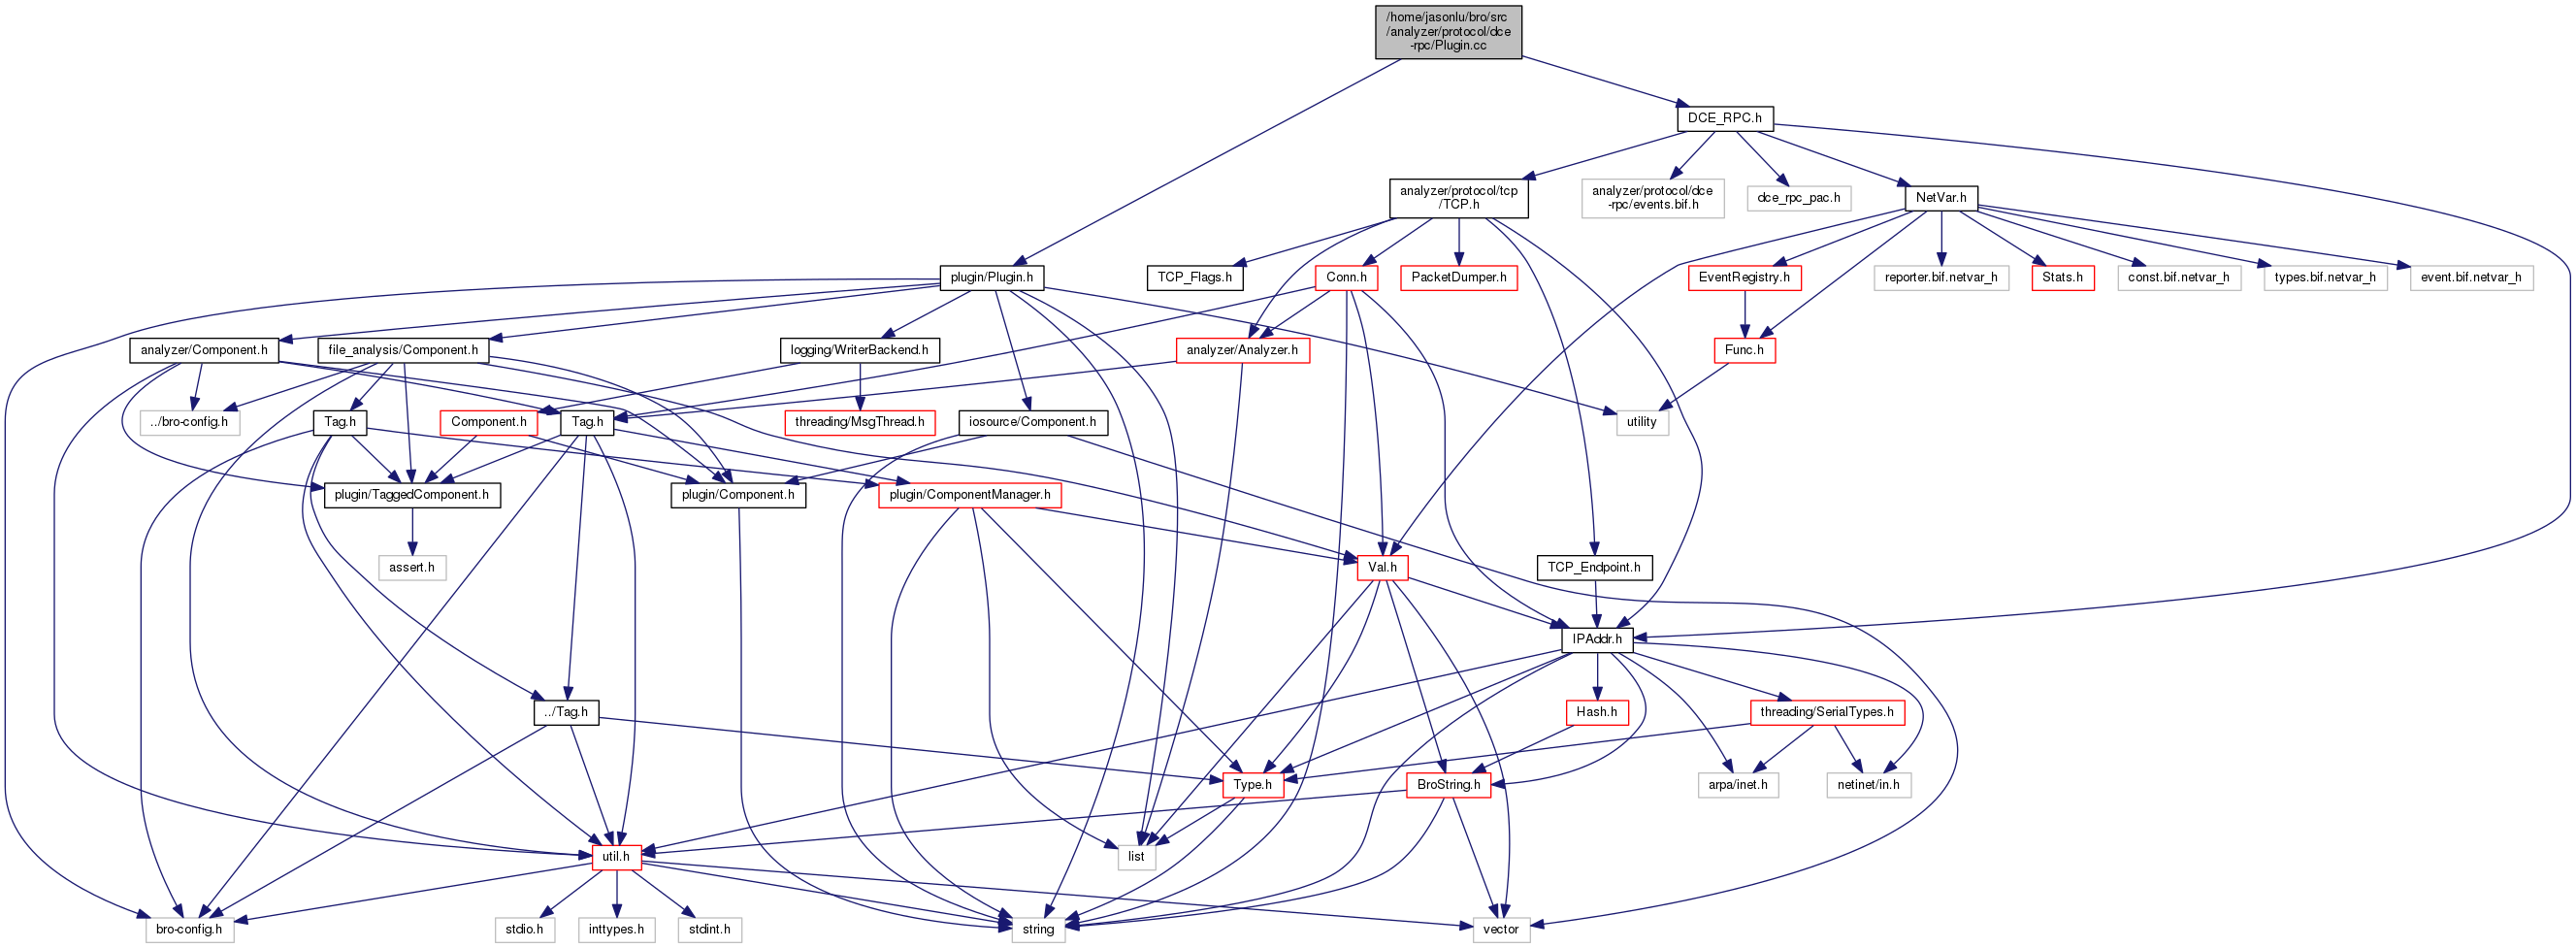 /home/jasonlu/bro/src
/analyzer/protocol/dce
-rpc/Plugin.cc
DCE_RPC.h
analyzer/protocol/tcp
/TCP.h
analyzer/protocol/dce
-rpc/events.bif.h
dce_rpc_pac.h
NetVar.h
plugin/Plugin.h
TCP_Flags.h
Conn.h
PacketDumper.h
EventRegistry.h
reporter.bif.netvar_h
Stats.h
const.bif.netvar_h
types.bif.netvar_h
event.bif.netvar_h
analyzer/Component.h
file_analysis/Component.h
logging/WriterBackend.h
analyzer/Analyzer.h
Func.h
../bro-config.h
Tag.h
Component.h
Tag.h
threading/MsgThread.h
iosource/Component.h
utility
plugin/TaggedComponent.h
plugin/Component.h
plugin/ComponentManager.h
assert.h
Val.h
TCP_Endpoint.h
IPAddr.h
../Tag.h
Hash.h
threading/SerialTypes.h
Type.h
BroString.h
arpa/inet.h
netinet/in.h
util.h
list
bro-config.h
stdio.h
inttypes.h
stdint.h
string
vector